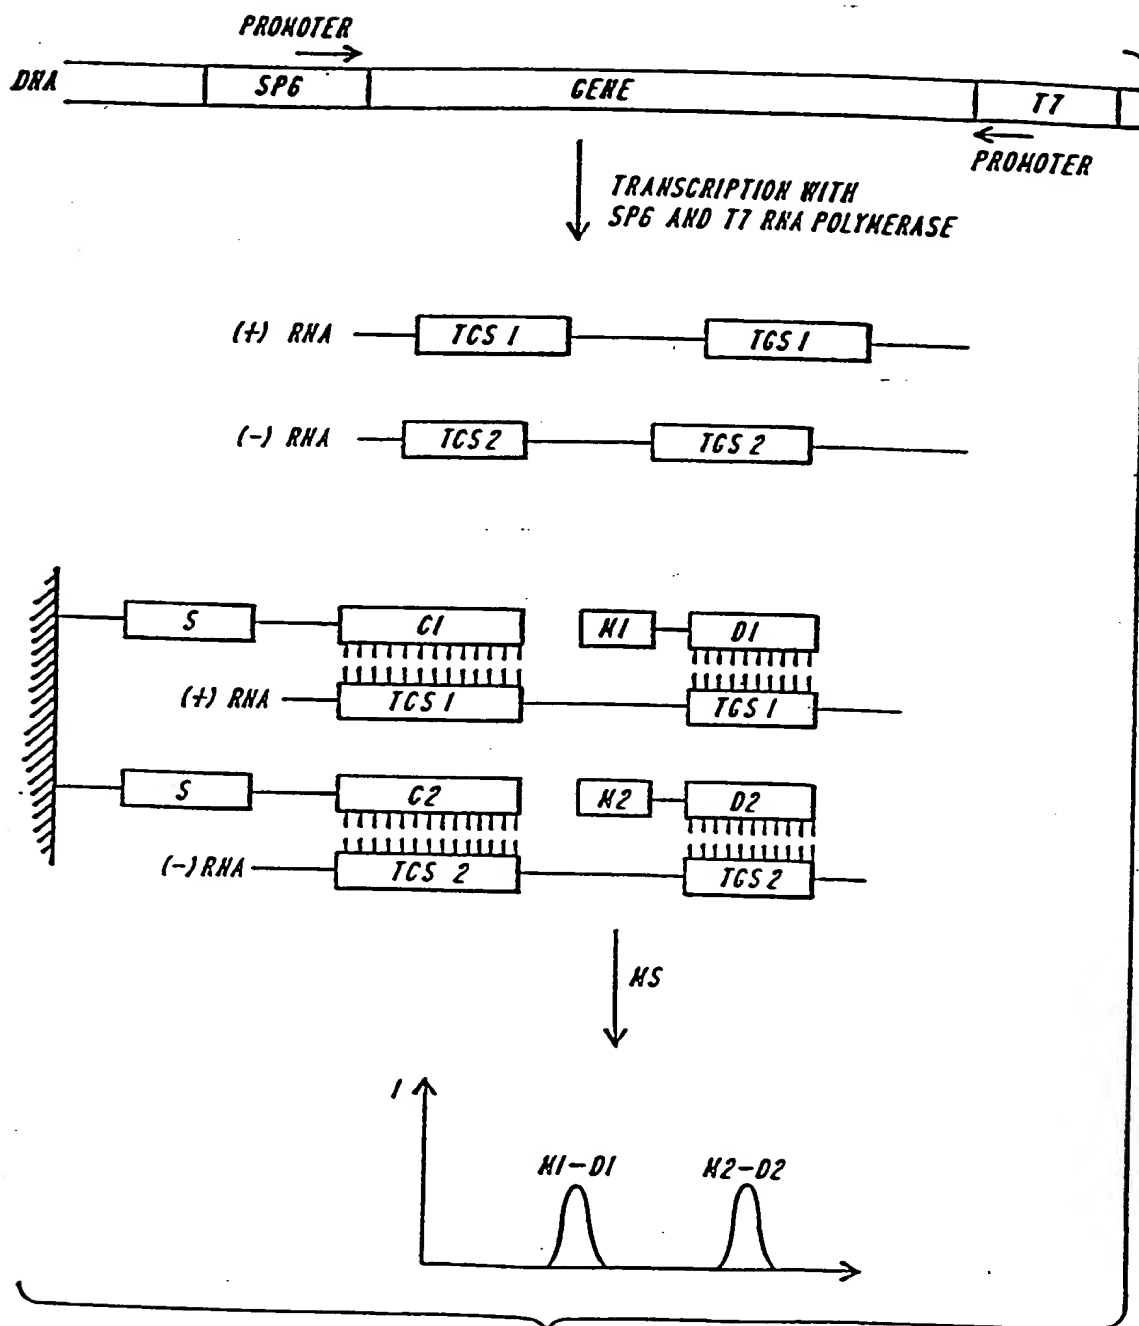 PROMOTER
DNA SP6 GENE T7
PROMOTER
TRANSCRIPTION WITH
SP6 AND T7 RNA POLYMERASE
(+) RNA TCS 1 TGS 1
(-) RNA TCS 2 TGS 2
S C1 M1 D1
(+) RNA TCS 1 TGS 1
S C2 M2 D2
(-) RNA TCS 2 TGS 2
MS
I
M1-D1 M2-D2